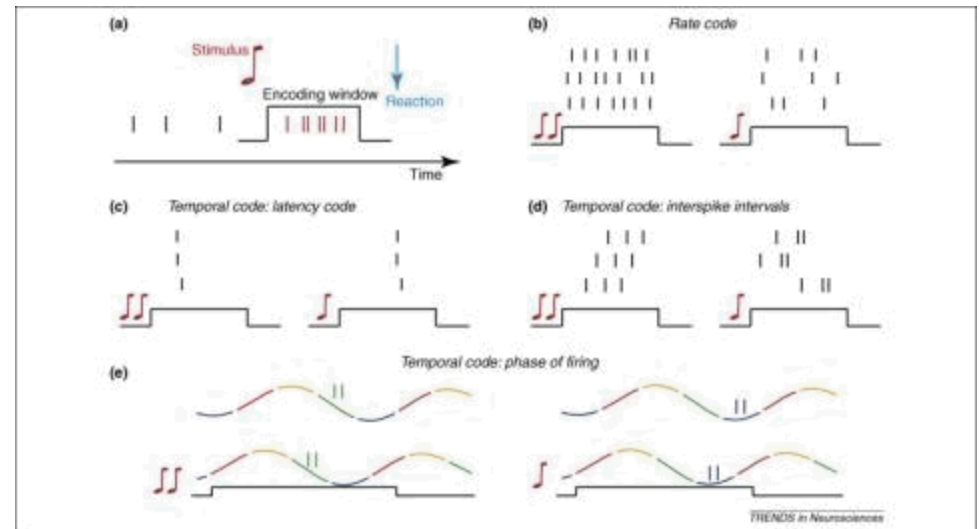 (a)
Stimulus
Encoding window
Reaction
Time
(b) Rate code
(c) Temporal code: latency code
(d) Temporal code: interspike intervals
Temporal code: phase of firing
(e)
TRENDS in Neurosciences